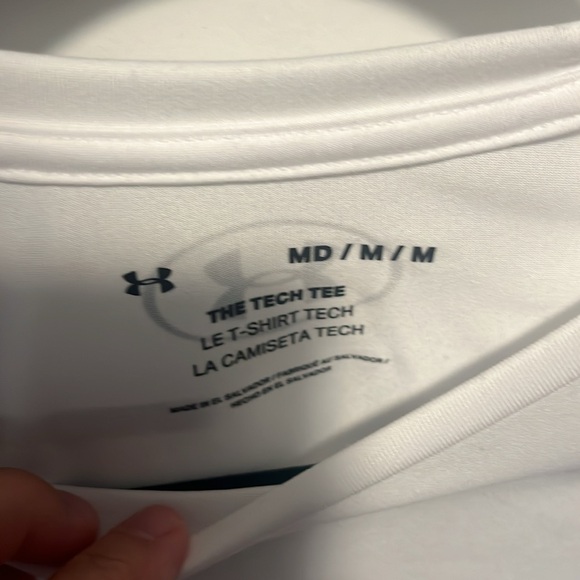 MD / M / M
THE TECH TEE
LE T-SHIRT TECH
LA CAMISETA TECH
MADE IN EL SALVADOR / FABRIQUÉ AU SALVADOR /
HECHO EN EL SALVADOR